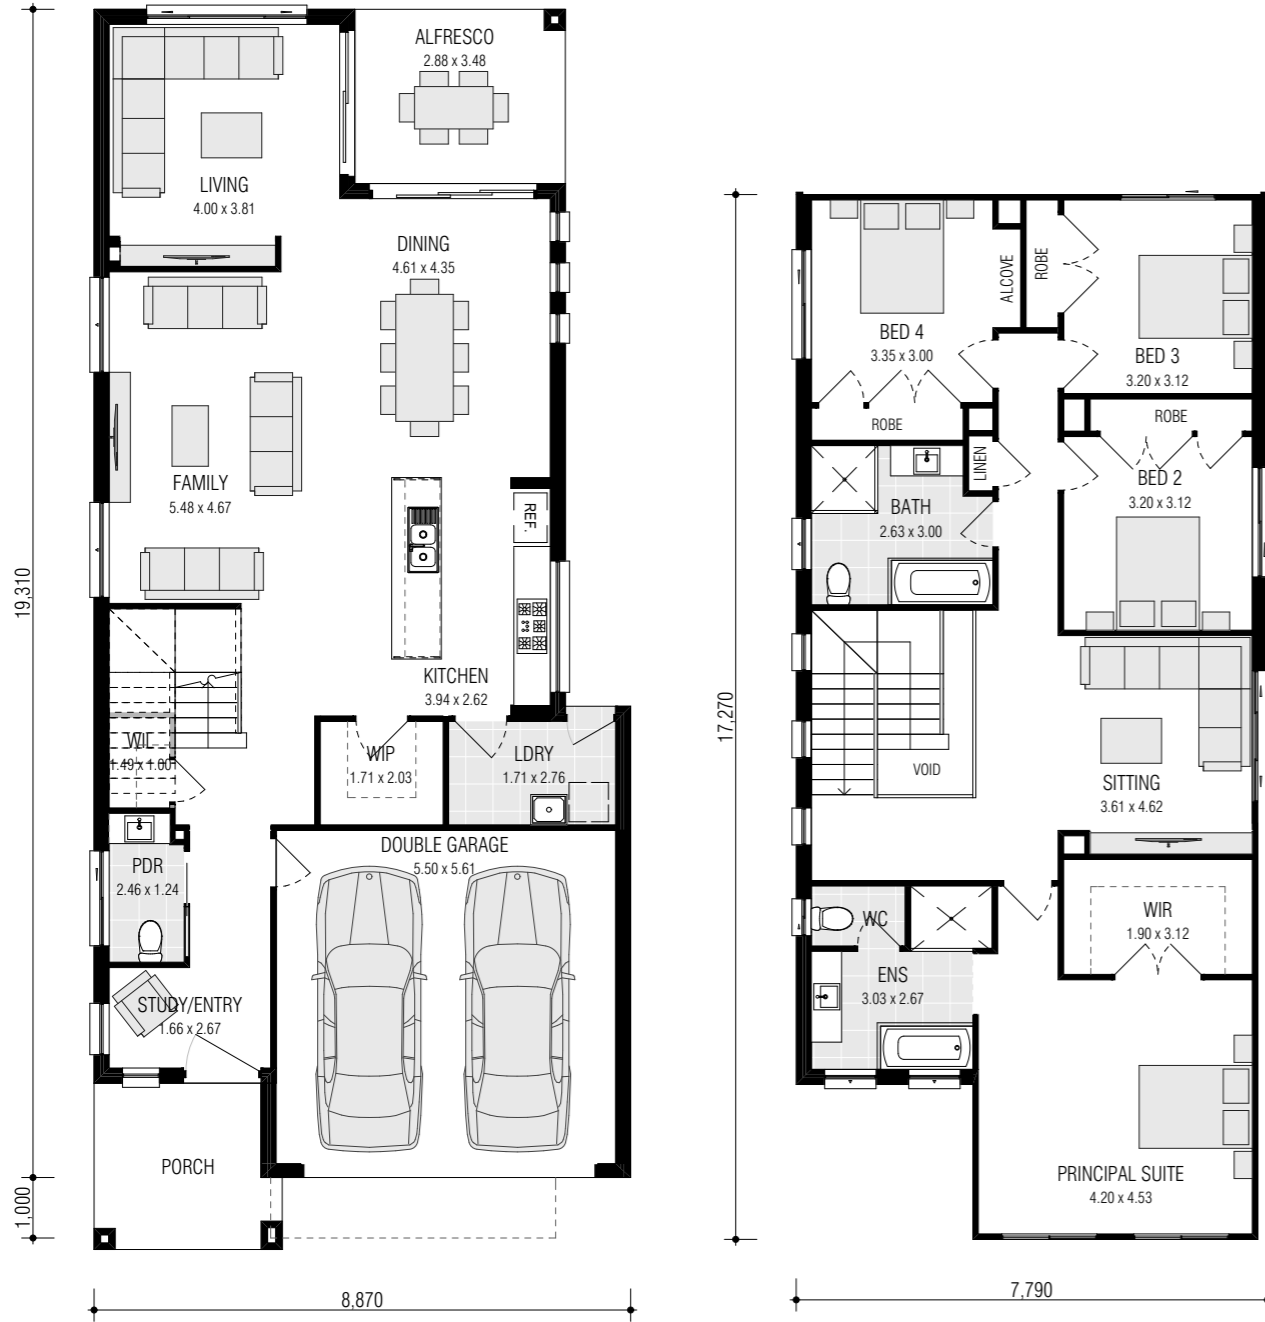 ALFRESCO
2.88 x 3.48
LIVING
4.00 x 3.81
DINING
4.61 x 4.35
FAMILY
5.48 x 4.67
REF.
KITCHEN
3.94 x 2.62
WIL
1.49 x 1.00
WIP
1.71 x 2.03
LDRY
1.71 x 2.76
DOUBLE GARAGE
5.50 x 5.61
PDR
2.46 x 1.24
STUDY/ENTRY
1.66 x 2.67
PORCH
19,310
1,000
8,870
BED 4
3.35 x 3.00
ALCOVE
ROBE
BED 3
3.20 x 3.12
ROBE
ROBE
LINEN
BED 2
3.20 x 3.12
BATH
2.63 x 3.00
VOID
SITTING
3.61 x 4.62
WC
WIR
1.90 x 3.12
ENS
3.03 x 2.67
PRINCIPAL SUITE
4.20 x 4.53
17,270
7,790